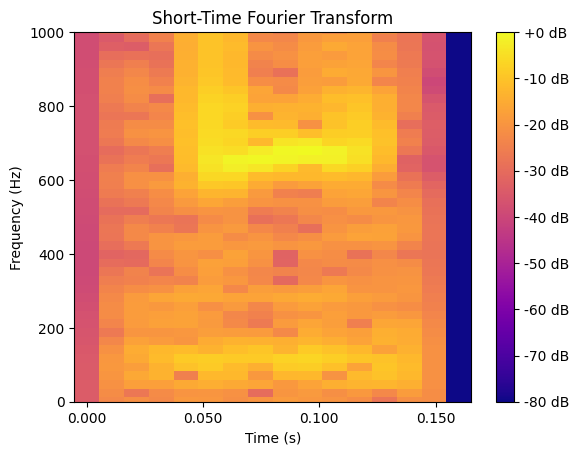 Short-Time Fourier Transform
Frequency (Hz)
1000
800
600
400
200
0
0.000
0.050
0.100
0.150
Time (s)
+0 dB
-10 dB
-20 dB
-30 dB
-40 dB
-50 dB
-60 dB
-70 dB
-80 dB